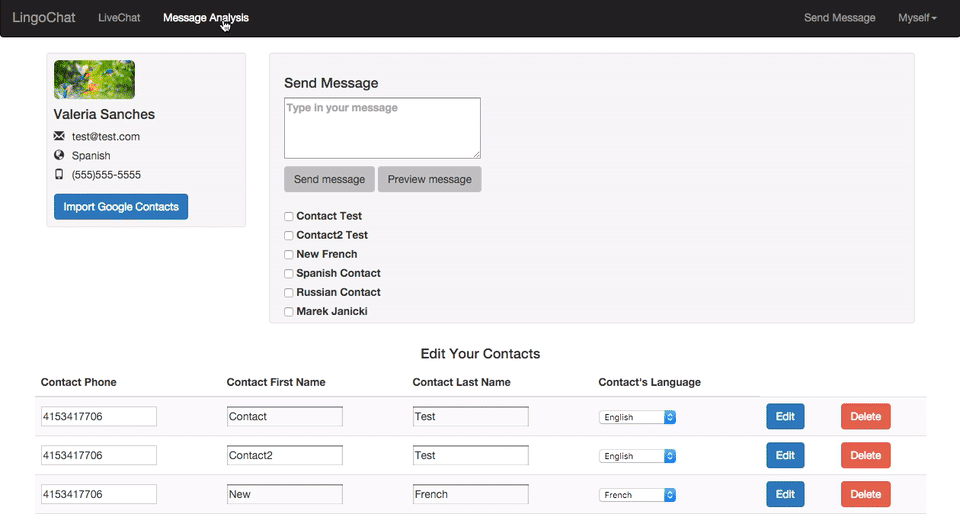 LingoChat LiveChat Message Analysis Send Message Myself
Valeria Sanches
test@test.com
Spanish
(555)555-5555
Import Google Contacts
Send Message
Type in your message
Send message Preview message
Contact Test
Contact2 Test
New French
Spanish Contact
Russian Contact
Marek Janicki
Edit Your Contacts
Contact Phone Contact First Name Contact Last Name Contact's Language
4153417706 Contact Test English Edit Delete
4153417706 Contact2 Test English Edit Delete
4153417706 New French French Edit Delete